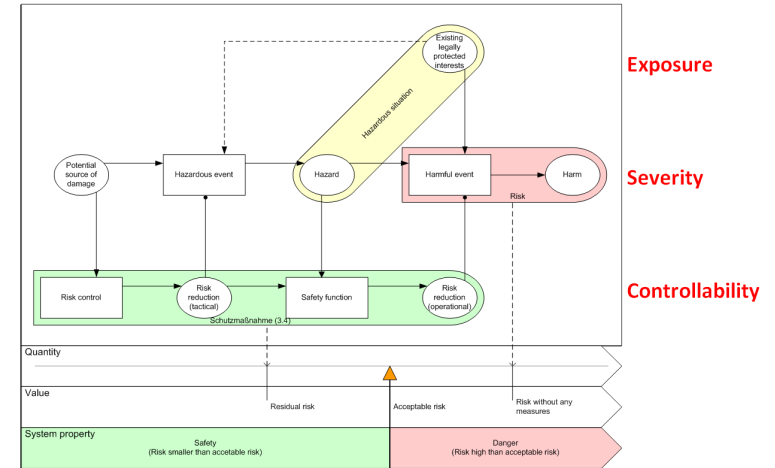 Existing
legally
protected
interests
Exposure
Hazardous situation
Potential
source of
damage
Hazardous event
Hazard
Harmful event
Harm
Severity
Risk
Risk control
Risk
reduction
(tactical)
Safety function
Risk
reduction
(operational)
Controllability
Schutzmaßnahme (3.4)
Quantity
Value
Residual risk
Acceptable risk
Risk without any
measures
System property
Safety
(Risk smaller than accetable risk)
Danger
(Risk high than acceptable risk)